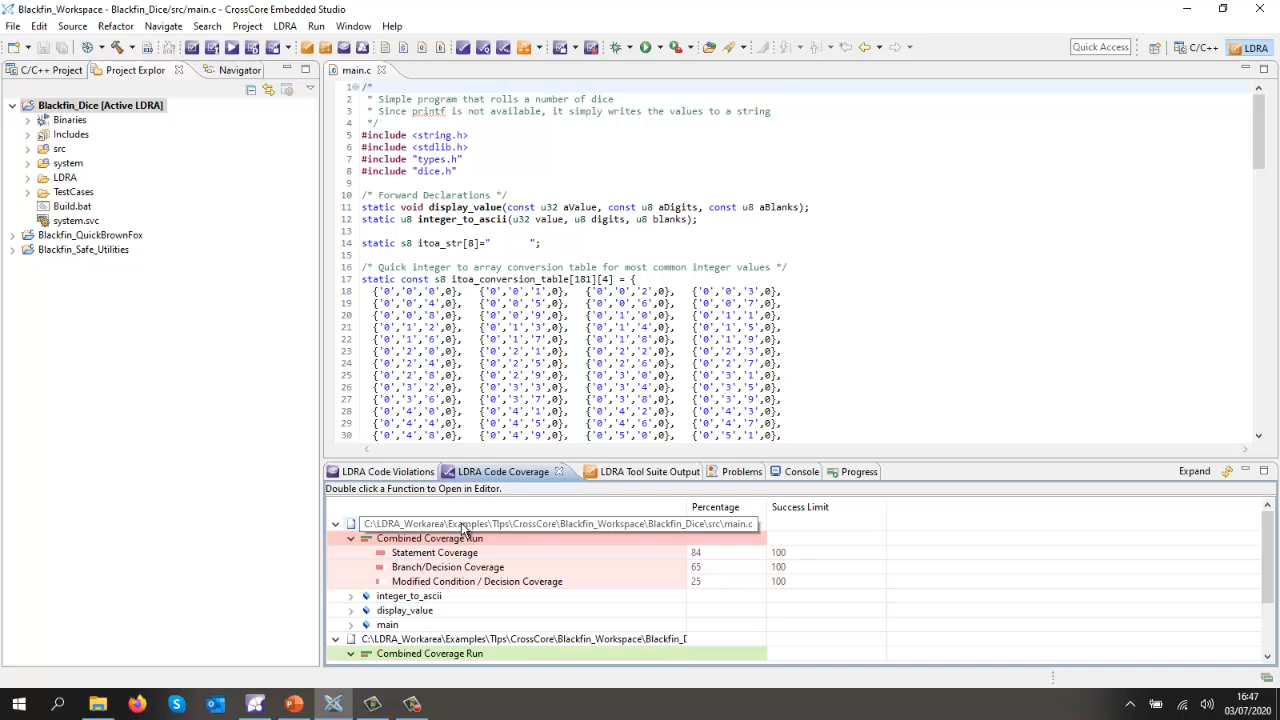 Blackfin_Workspace - Blackfin_Dice/src/main.c - CrossCore Embedded Studio
File Edit Source Refactor Navigate Search Project LDRA Run Window Help
Quick Access C/C++ LDRA
C/C++ Project Project Explor Navigator
Blackfin_Dice [Active LDRA]
Binaries
Includes
src
system
LDRA
TestCases
Build.bat
system.svc
Blackfin_QuickBrownFox
Blackfin_Safe_Utilities
main.c
1 /*
2 * Simple program that rolls a number of dice
3 * Since printf is not available, it simply writes the values to a string
4 */
5 #include <string.h>
6 #include <stdlib.h>
7 #include "types.h"
8 #include "dice.h"
9
10 /* Forward Declarations */
11 static void display_value(const u32 aValue, const u8 aDigits, const u8 aBlanks);
12 static u8 integer_to_ascii(u32 value, u8 digits, u8 blanks);
13
14 static s8 itoa_str[8]="       ";
15
16 /* Quick integer to array conversion table for most common integer values */
17 static const s8 itoa_conversion_table[181][4] = {
18 {'0','0','0',0}, {'0','0','1',0}, {'0','0','2',0}, {'0','0','3',0},
19 {'0','0','4',0}, {'0','0','5',0}, {'0','0','6',0}, {'0','0','7',0},
20 {'0','0','8',0}, {'0','0','9',0}, {'0','1','0',0}, {'0','1','1',0},
21 {'0','1','2',0}, {'0','1','3',0}, {'0','1','4',0}, {'0','1','5',0},
22 {'0','1','6',0}, {'0','1','7',0}, {'0','1','8',0}, {'0','1','9',0},
23 {'0','2','0',0}, {'0','2','1',0}, {'0','2','2',0}, {'0','2','3',0},
24 {'0','2','4',0}, {'0','2','5',0}, {'0','2','6',0}, {'0','2','7',0},
25 {'0','2','8',0}, {'0','2','9',0}, {'0','3','0',0}, {'0','3','1',0},
26 {'0','3','2',0}, {'0','3','3',0}, {'0','3','4',0}, {'0','3','5',0},
27 {'0','3','6',0}, {'0','3','7',0}, {'0','3','8',0}, {'0','3','9',0},
28 {'0','4','0',0}, {'0','4','1',0}, {'0','4','2',0}, {'0','4','3',0},
29 {'0','4','4',0}, {'0','4','5',0}, {'0','4','6',0}, {'0','4','7',0},
30 {'0','4','8',0}, {'0','4','9',0}, {'0','5','0',0}, {'0','5','1',0},
LDRA Code Violations LDRA Code Coverage LDRA Tool Suite Output Problems Console Progress Expand
Double click a Function to Open in Editor.
Percentage Success Limit
C:\LDRA_Workarea\Examples\TIps\CrossCore\Blackfin_Workspace\Blackfin_Dice\src\main.c
Combined Coverage Run
Statement Coverage 84 100
Branch/Decision Coverage 65 100
Modified Condition / Decision Coverage 25 100
integer_to_ascii
display_value
main
C:\LDRA_Workarea\Examples\TIps\CrossCore\Blackfin_Workspace\Blackfin_D
Combined Coverage Run
16:47
03/07/2020